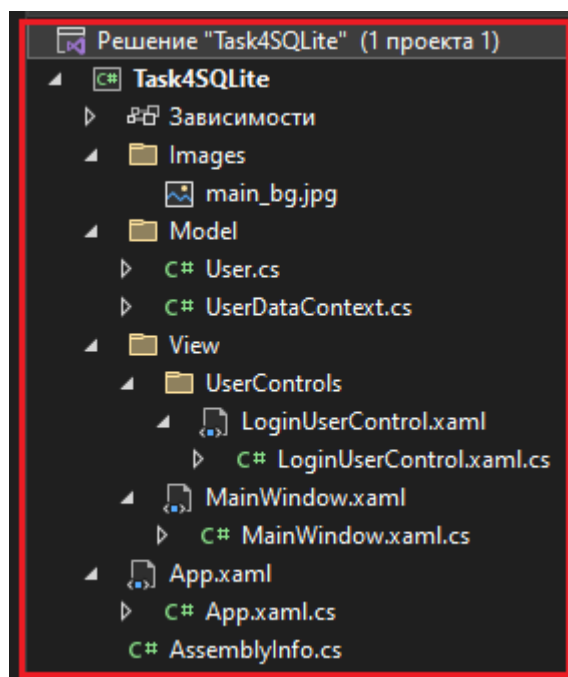 Решение "Task4SQLite" (1 проекта 1)
C# Task4SQLite
Зависимости
Images
main_bg.jpg
Model
C# User.cs
C# UserDataContext.cs
View
UserControls
LoginUserControl.xaml
C# LoginUserControl.xaml.cs
MainWindow.xaml
C# MainWindow.xaml.cs
App.xaml
C# App.xaml.cs
C# AssemblyInfo.cs